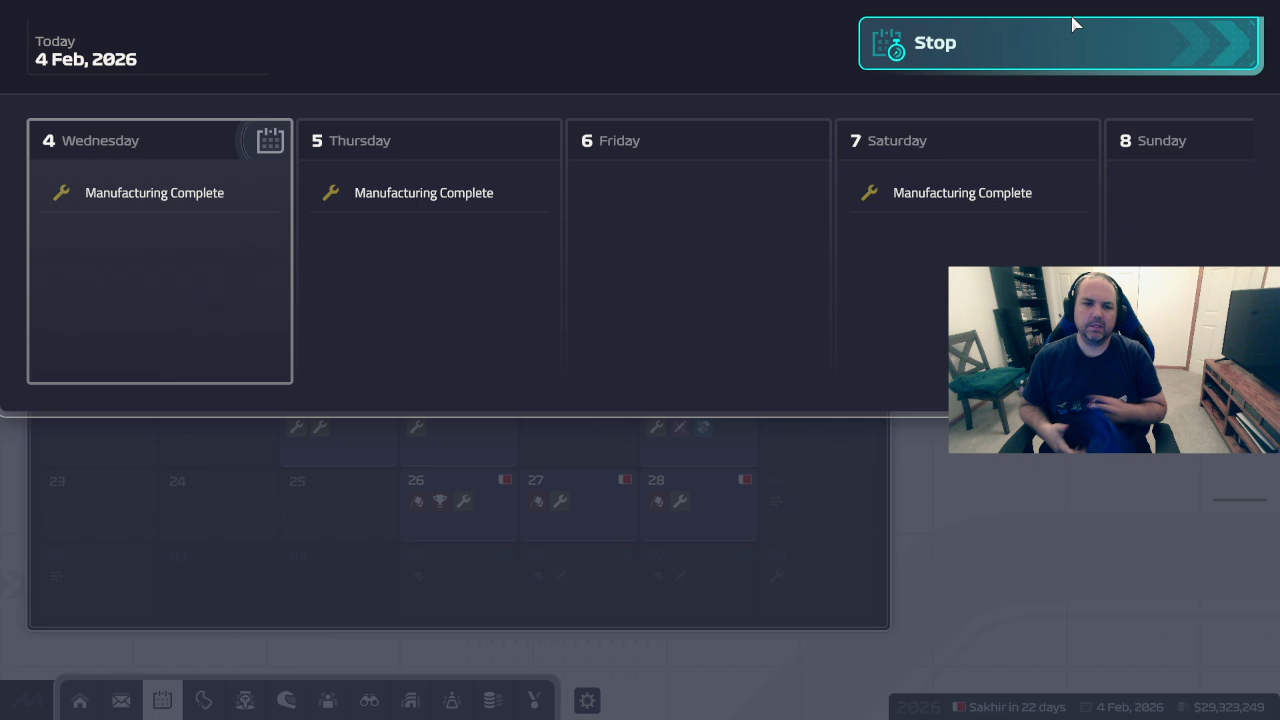 Today
4 Feb, 2026
Stop
4 Wednesday
5 Thursday
6 Friday
7 Saturday
8 Sunday
Manufacturing Complete
Manufacturing Complete
Manufacturing Complete
23
24
25
26
27
28
2026
Sakhir in 22 days
4 Feb, 2026
$29,323,249